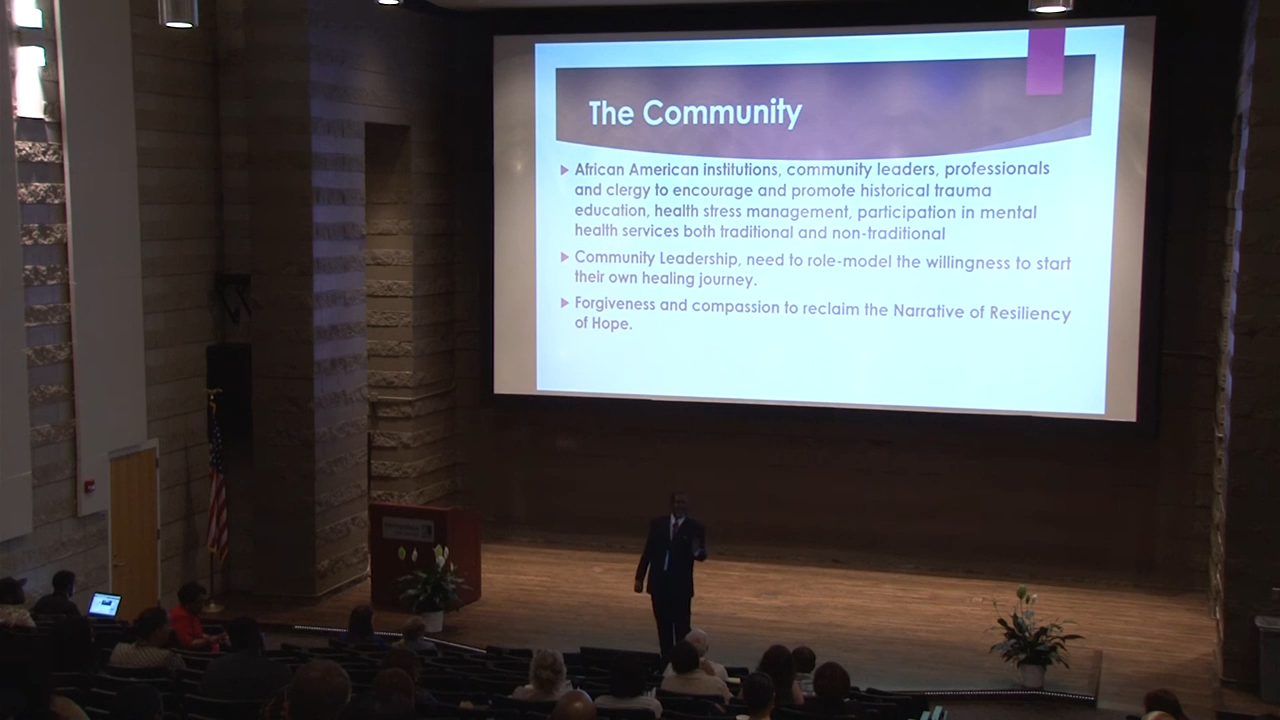 The Community
African American institutions, community leaders, professionals
and clergy to encourage and promote historical trauma
education, health stress management, participation in mental
health services both traditional and non-traditional
Community Leadership, need to role-model the willingness to start
their own healing journey.
Forgiveness and compassion to reclaim the Narrative of Resiliency
of Hope.